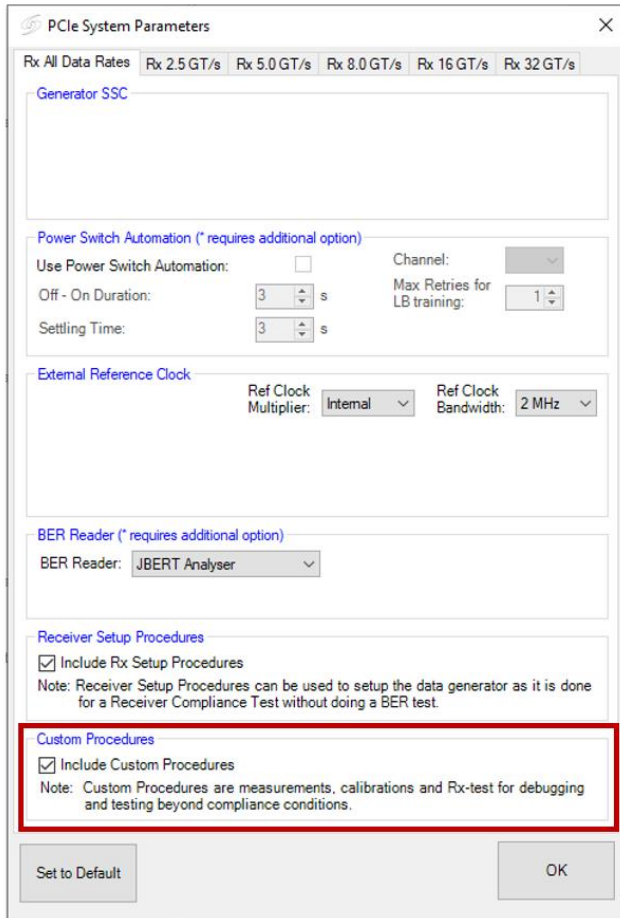 PCIe System Parameters
Rx All Data Rates Rx 2.5 GT/s Rx 5.0 GT/s Rx 8.0 GT/s Rx 16 GT/s Rx 32 GT/s
Generator SSC
Power Switch Automation (* requires additional option)
Use Power Switch Automation:
Channel:
Off - On Duration: 3 s
Max Retries for
LB training: 1
Settling Time: 3 s
External Reference Clock
Ref Clock
Multiplier: Internal
Ref Clock
Bandwidth: 2 MHz
BER Reader (* requires additional option)
BER Reader: JBERT Analyser
Receiver Setup Procedures
Include Rx Setup Procedures
Note: Receiver Setup Procedures can be used to setup the data generator as it is done
for a Receiver Compliance Test without doing a BER test.
Custom Procedures
Include Custom Procedures
Note: Custom Procedures are measurements, calibrations and Rx-test for debugging
and testing beyond compliance conditions.
Set to Default
OK